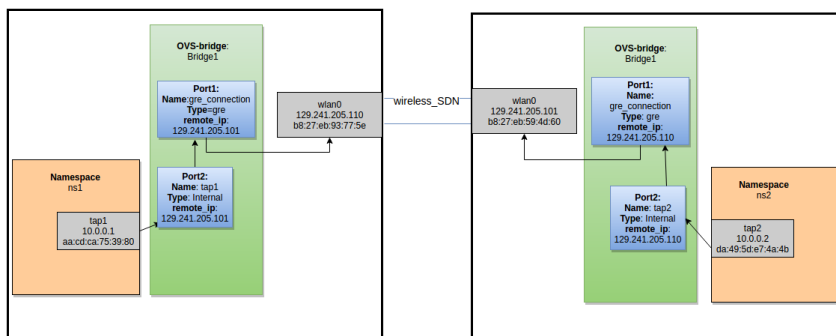 OVS-bridge:
Bridge1
Port1:
Name:gre_connection
Type=gre
remote_ip:
129.241.205.101
wlan0
129.241.205.110
b8:27:eb:93:77:5e
Namespace
ns1
Port2:
Name: tap1
Type: Internal
remote_ip:
129.241.205.101
tap1
10.0.0.1
aa:cd:ca:75:39:80
wireless_SDN
OVS-bridge:
Bridge1
wlan0
129.241.205.101
b8:27:eb:59:4d:60
Port1:
Name:
gre_connection
Type: gre
remote_ip:
129.241.205.110
Port2:
Name: tap2
Type: Internal
remote_ip:
129.241.205.110
Namespace
ns2
tap2
10.0.0.2
da:49:5d:e7:4a:4b